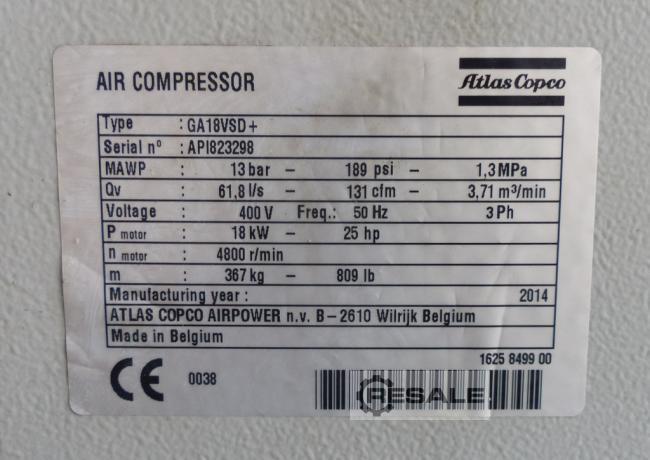 AIR COMPRESSOR
Atlas Copco
Type : GA18VSD+
Serial nº : API823298
MAWP : 13 bar – 189 psi – 1,3 MPa
Qv : 61,8 l/s – 131 cfm – 3,71 m³/min
Voltage : 400 V Freq.: 50 Hz 3 Ph
P motor : 18 kW – 25 hp
n motor : 4800 r/min
m : 367 kg – 809 lb
Manufacturing year : 2014
ATLAS COPCO AIRPOWER n.v. B–2610 Wilrijk Belgium
Made in Belgium
1625 8499 00
CE 0038
RESALE